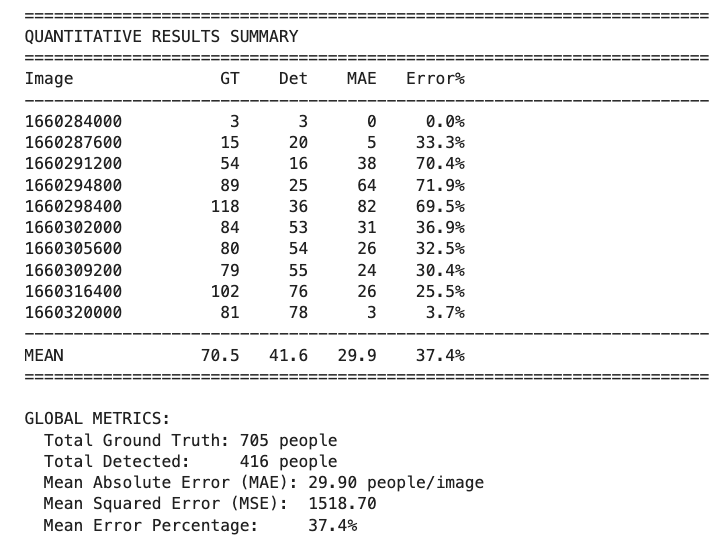 ================================================================================
QUANTITATIVE RESULTS SUMMARY
================================================================================
Image               GT    Det    MAE   Error%
--------------------------------------------------------------------------------
1660284000           3      3      0     0.0%
1660287600          15     20      5    33.3%
1660291200          54     16     38    70.4%
1660294800          89     25     64    71.9%
1660298400         118     36     82    69.5%
1660302000          84     53     31    36.9%
1660305600          80     54     26    32.5%
1660309200          79     55     24    30.4%
1660316400         102     76     26    25.5%
1660320000          81     78      3     3.7%
--------------------------------------------------------------------------------
MEAN              70.5   41.6   29.9    37.4%
================================================================================
GLOBAL METRICS:
  Total Ground Truth: 705 people
  Total Detected:     416 people
  Mean Absolute Error (MAE): 29.90 people/image
  Mean Squared Error (MSE):  1518.70
  Mean Error Percentage:     37.4%